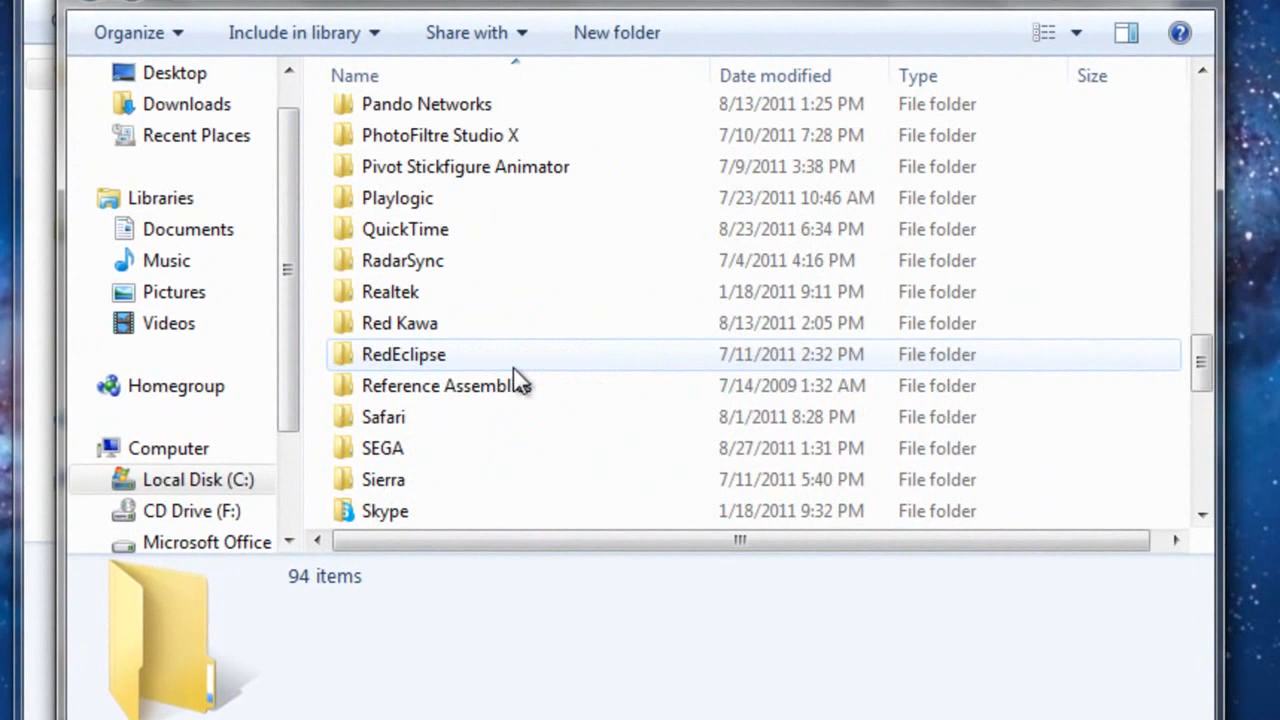 Organize Include in library Share with New folder
Desktop
Downloads
Recent Places
Libraries
Documents
Music
Pictures
Videos
Homegroup
Computer
Local Disk (C:)
CD Drive (F:)
Microsoft Office
Name Date modified Type Size
Pando Networks 8/13/2011 1:25 PM File folder
PhotoFiltre Studio X 7/10/2011 7:28 PM File folder
Pivot Stickfigure Animator 7/9/2011 3:38 PM File folder
Playlogic 7/23/2011 10:46 AM File folder
QuickTime 8/23/2011 6:34 PM File folder
RadarSync 7/4/2011 4:16 PM File folder
Realtek 1/18/2011 9:11 PM File folder
Red Kawa 8/13/2011 2:05 PM File folder
RedEclipse 7/11/2011 2:32 PM File folder
Reference 7/14/2009 1:32 AM File folder
Safari 8/1/2011 8:28 PM File folder
SEGA 8/27/2011 1:31 PM File folder
Sierra 7/11/2011 5:40 PM File folder
Skype 1/18/2011 9:32 PM File folder
94 items